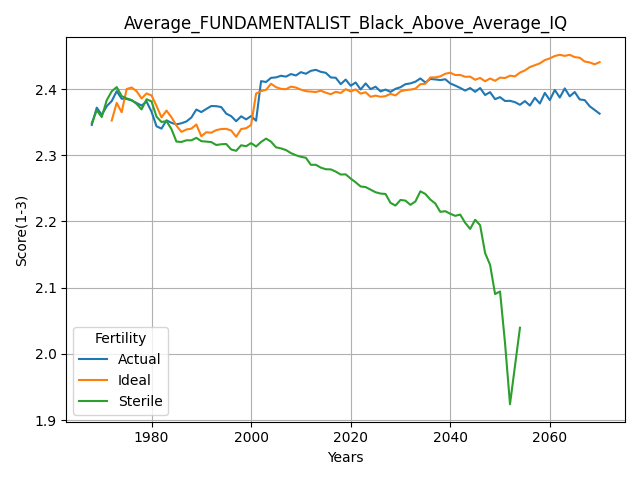 Average_FUNDAMENTALIST_Black_Above_Average_IQ
Score(1-3)
2.4
2.3
2.2
2.1
2.0
1.9
Fertility
Actual
Ideal
Sterile
1980
2000
2020
2040
2060
Years